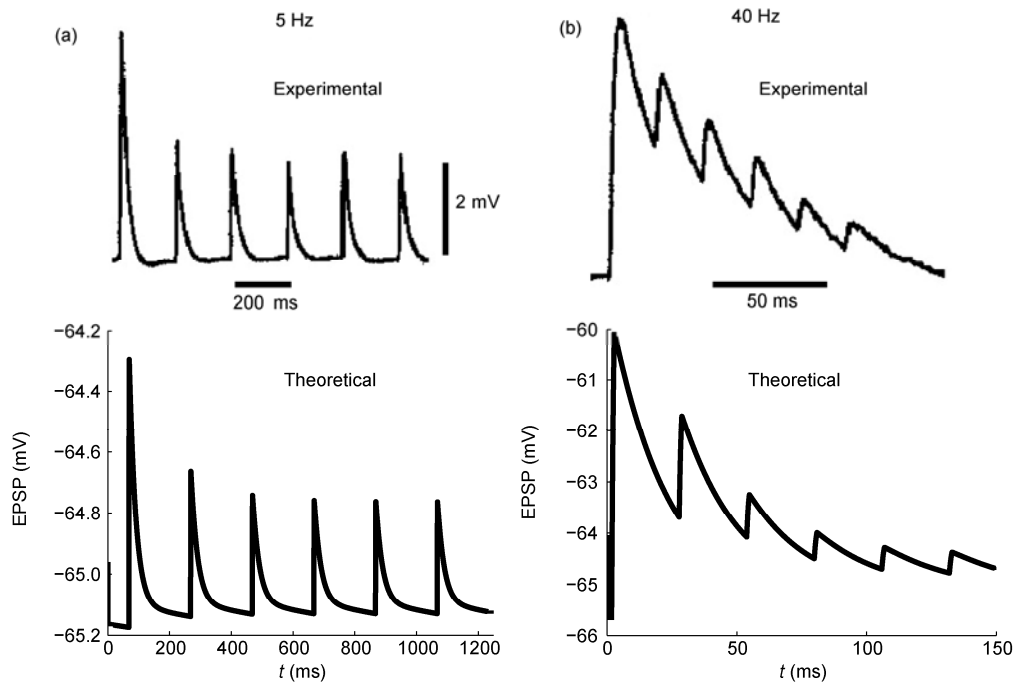 (a)
5 Hz
Experimental
2 mV
200 ms
(b)
40 Hz
Experimental
50 ms
−64.2
−64.4
−64.6
−64.8
−65.0
−65.2
EPSP (mV)
Theoretical
0 200 400 600 800 1000 1200
t (ms)
−60
−61
−62
−63
−64
−65
−66
EPSP (mV)
Theoretical
0 50 100 150
t (ms)